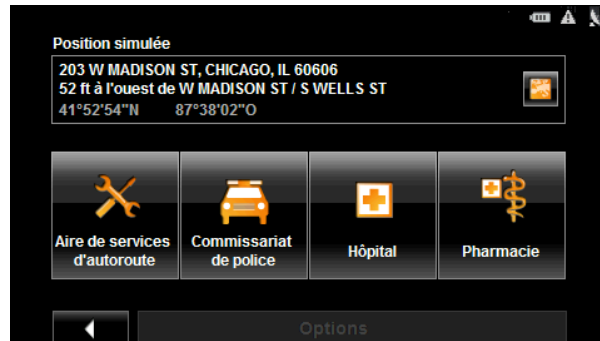 Position simulée
203 W MADISON ST, CHICAGO, IL 60606
52 ft à l'ouest de W MADISON ST / S WELLS ST
41°52'54"N 87°38'02"O
Aire de services
d'autoroute
Commissariat
de police
Hôpital
Pharmacie
Options